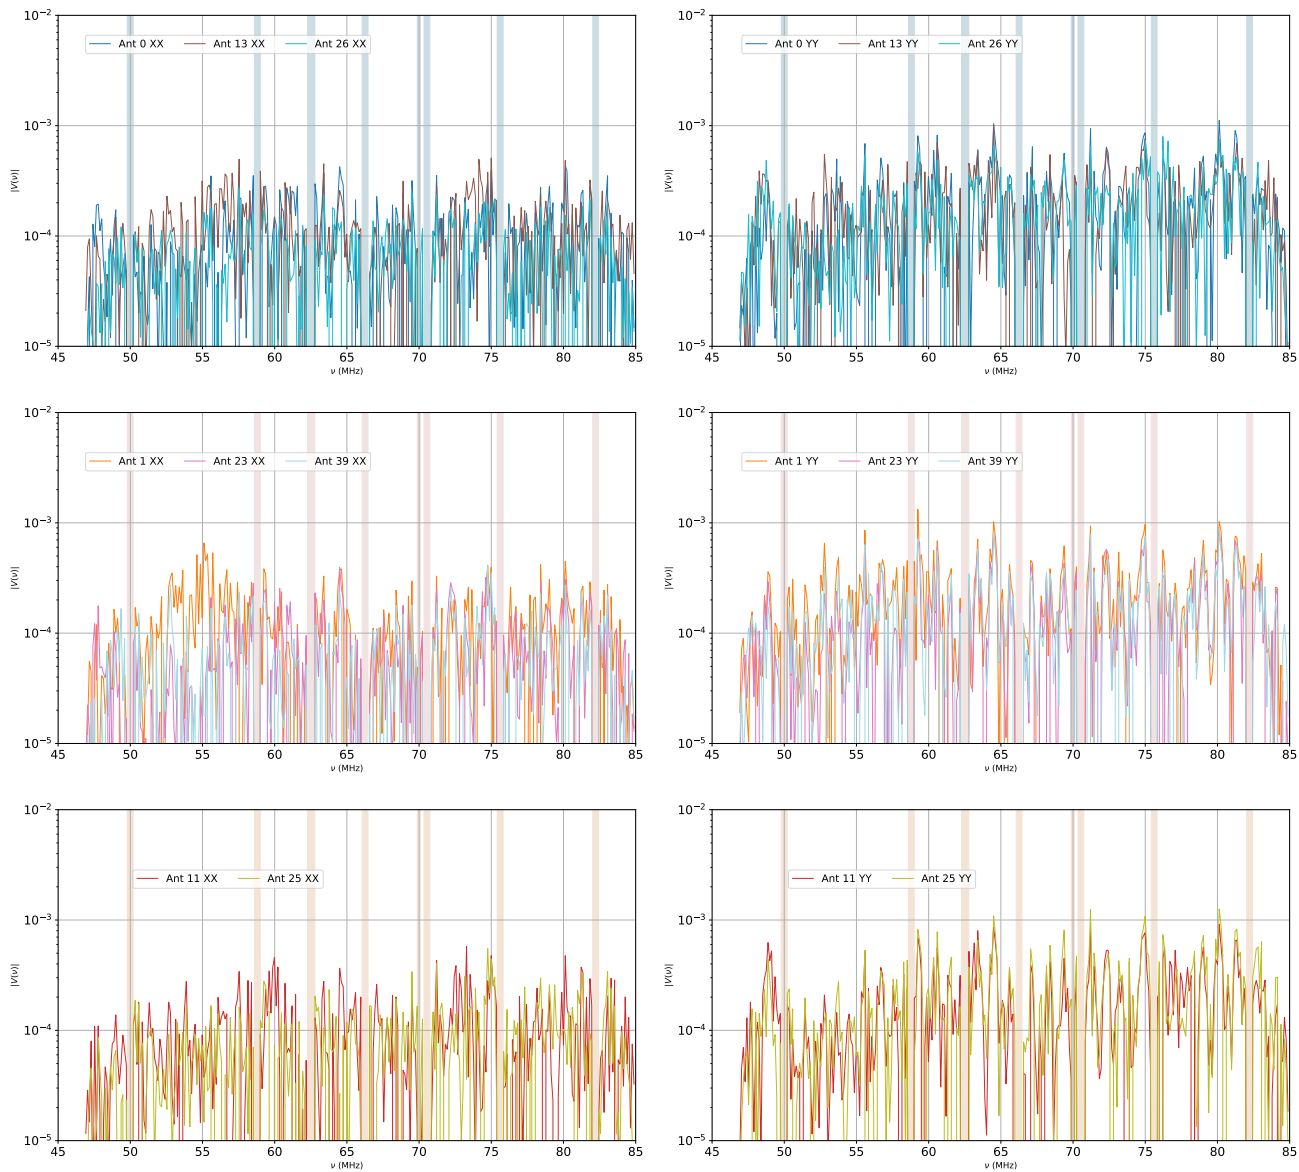 Ant 0 XX Ant 13 XX Ant 26 XX
10⁻²
10⁻³
10⁻⁴
10⁻⁵
|V(ν)|
45 50 55 60 65 70 75 80 85
ν (MHz)
Ant 0 YY Ant 13 YY Ant 26 YY
10⁻²
10⁻³
10⁻⁴
10⁻⁵
|V(ν)|
45 50 55 60 65 70 75 80 85
ν (MHz)
Ant 1 XX Ant 23 XX Ant 39 XX
10⁻²
10⁻³
10⁻⁴
10⁻⁵
|V(ν)|
45 50 55 60 65 70 75 80 85
ν (MHz)
Ant 1 YY Ant 23 YY Ant 39 YY
10⁻²
10⁻³
10⁻⁴
10⁻⁵
|V(ν)|
45 50 55 60 65 70 75 80 85
ν (MHz)
Ant 11 XX Ant 25 XX
10⁻²
10⁻³
10⁻⁴
10⁻⁵
|V(ν)|
45 50 55 60 65 70 75 80 85
ν (MHz)
Ant 11 YY Ant 25 YY
10⁻²
10⁻³
10⁻⁴
10⁻⁵
|V(ν)|
45 50 55 60 65 70 75 80 85
ν (MHz)